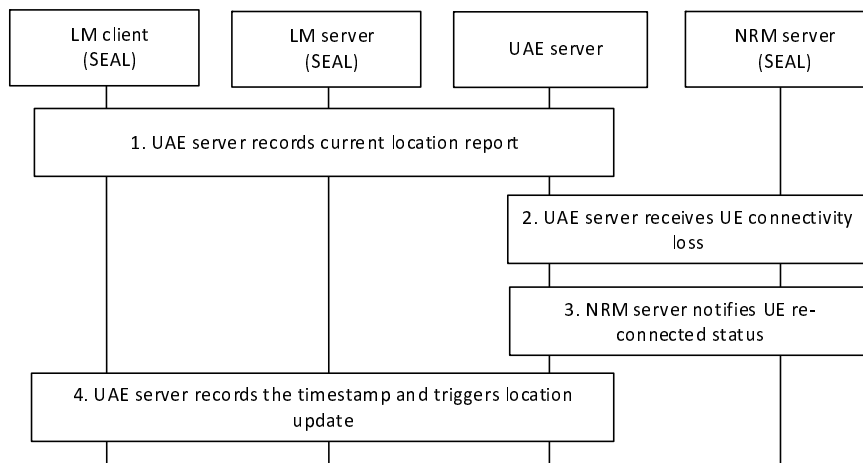 LM client
(SEAL)
LM server
(SEAL)
UAE server
NRM server
(SEAL)
1. UAE server records current location report
2. UAE server receives UE connectivity
loss
3. NRM server notifies UE re-
connected status
4. UAE server records the timestamp and triggers location
update